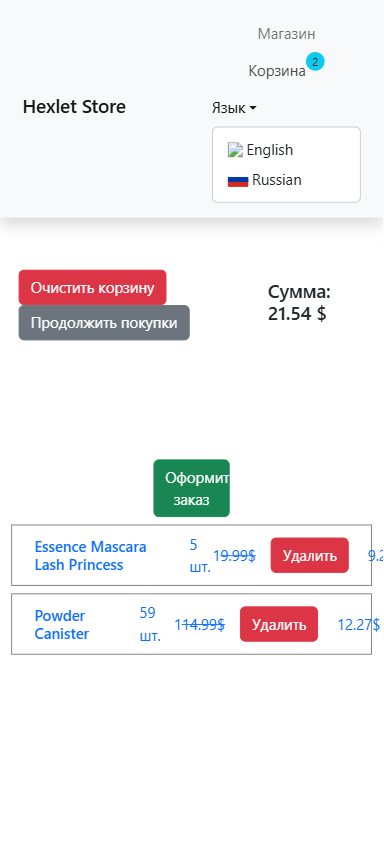 Магазин
Корзина 2
Hexlet Store
Язык
English
Russian
Очистить корзину
Продолжить покупки
Сумма:
21.54 $
Оформит
заказ
Essence Mascara
Lash Princess
5
шт.
19.99$
Удалить
9.2
Powder
Canister
59
шт.
114.99$
Удалить
12.27$